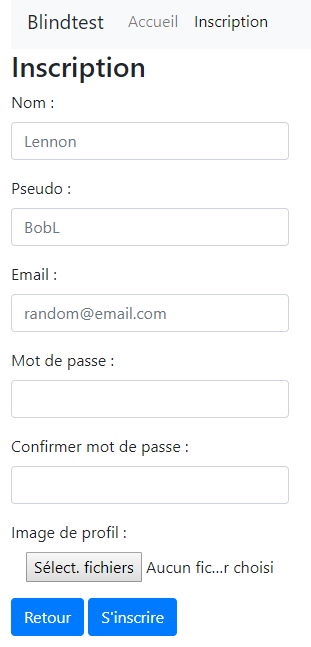 Blindtest Accueil Inscription
Inscription
Nom :
Lennon
Pseudo :
BobL
Email :
random@email.com
Mot de passe :
Confirmer mot de passe :
Image de profil :
Sélect. fichiers Aucun fic...r choisi
Retour S'inscrire